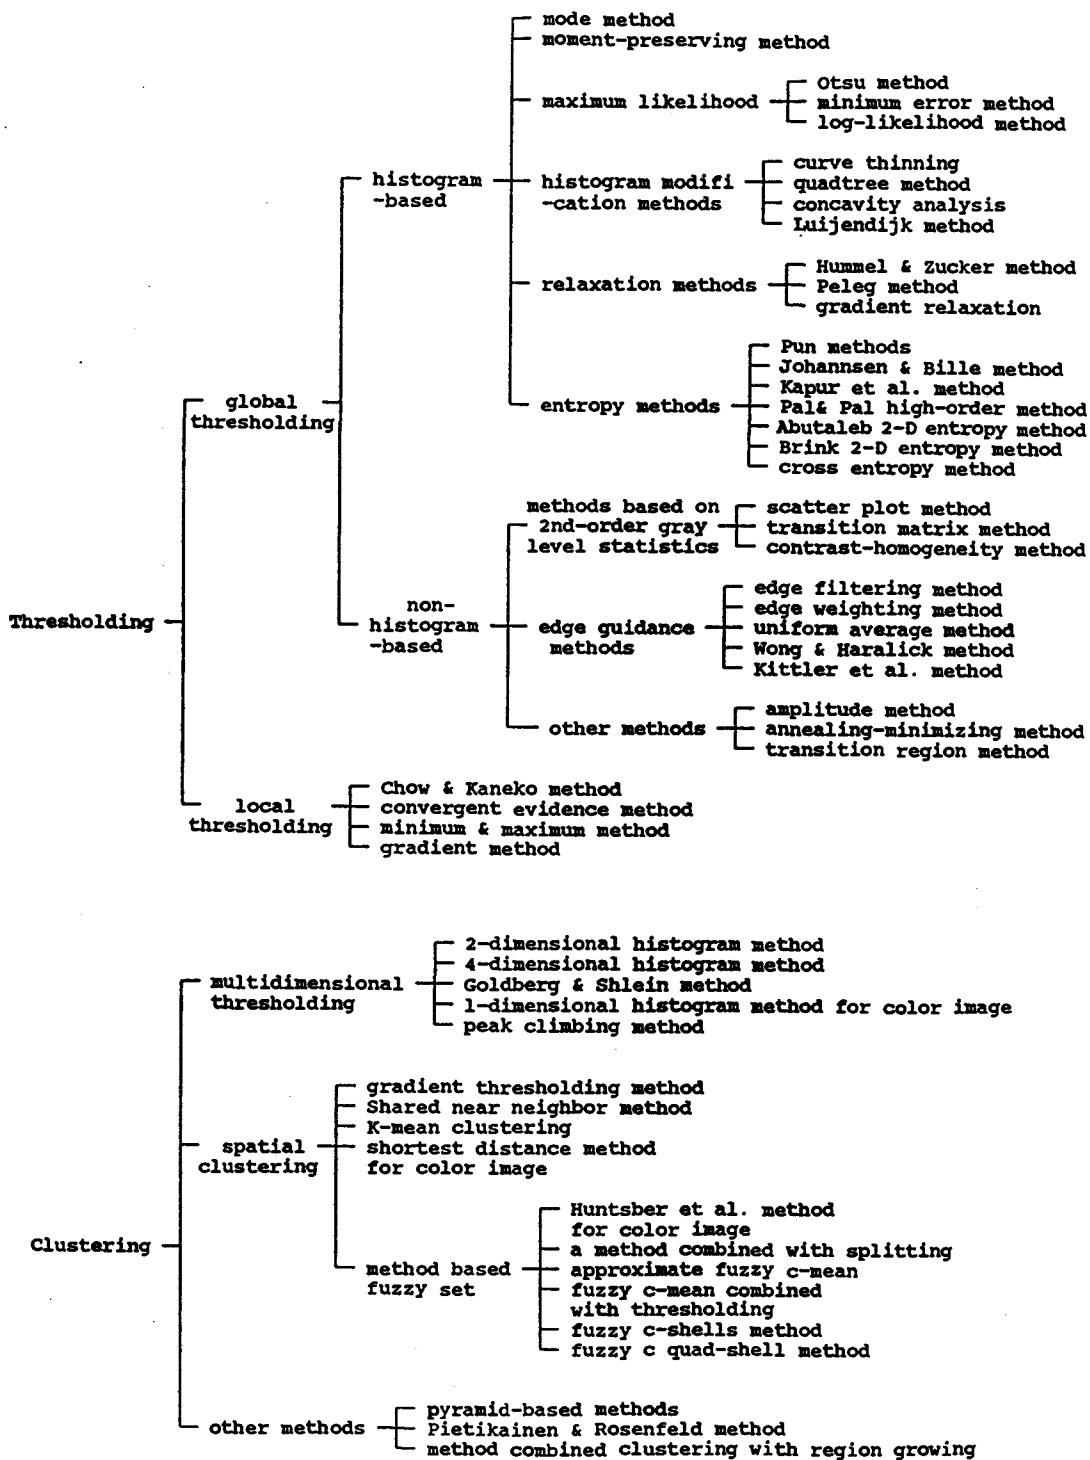 mode method
moment-preserving method
maximum likelihood
Otsu method
minimum error method
log-likelihood method
histogram
-based
histogram modifi
-cation methods
curve thinning
quadtree method
concavity analysis
Luijendijk method
relaxation methods
Hummel & Zucker method
Peleg method
gradient relaxation
entropy methods
Pun methods
Johannsen & Bille method
Kapur et al. method
Pal& Pal high-order method
Abutaleb 2-D entropy method
Brink 2-D entropy method
cross entropy method
global
thresholding
methods based on
2nd-order gray
level statistics
scatter plot method
transition matrix method
contrast-homogeneity method
Thresholding
non-
histogram
-based
edge guidance
methods
edge filtering method
edge weighting method
uniform average method
Wong & Haralick method
Kittler et al. method
other methods
amplitude method
annealing-minimizing method
transition region method
local
thresholding
Chow & Kaneko method
convergent evidence method
minimum & maximum method
gradient method
multidimensional
thresholding
2-dimensional histogram method
4-dimensional histogram method
Goldberg & Shlein method
1-dimensional histogram method for color image
peak climbing method
spatial
clustering
gradient thresholding method
Shared near neighbor method
K-mean clustering
shortest distance method
for color image
Clustering
method based
fuzzy set
Huntsber et al. method
for color image
a method combined with splitting
approximate fuzzy c-mean
fuzzy c-mean combined
with thresholding
fuzzy c-shells method
fuzzy c quad-shell method
other methods
pyramid-based methods
Pietikainen & Rosenfeld method
method combined clustering with region growing